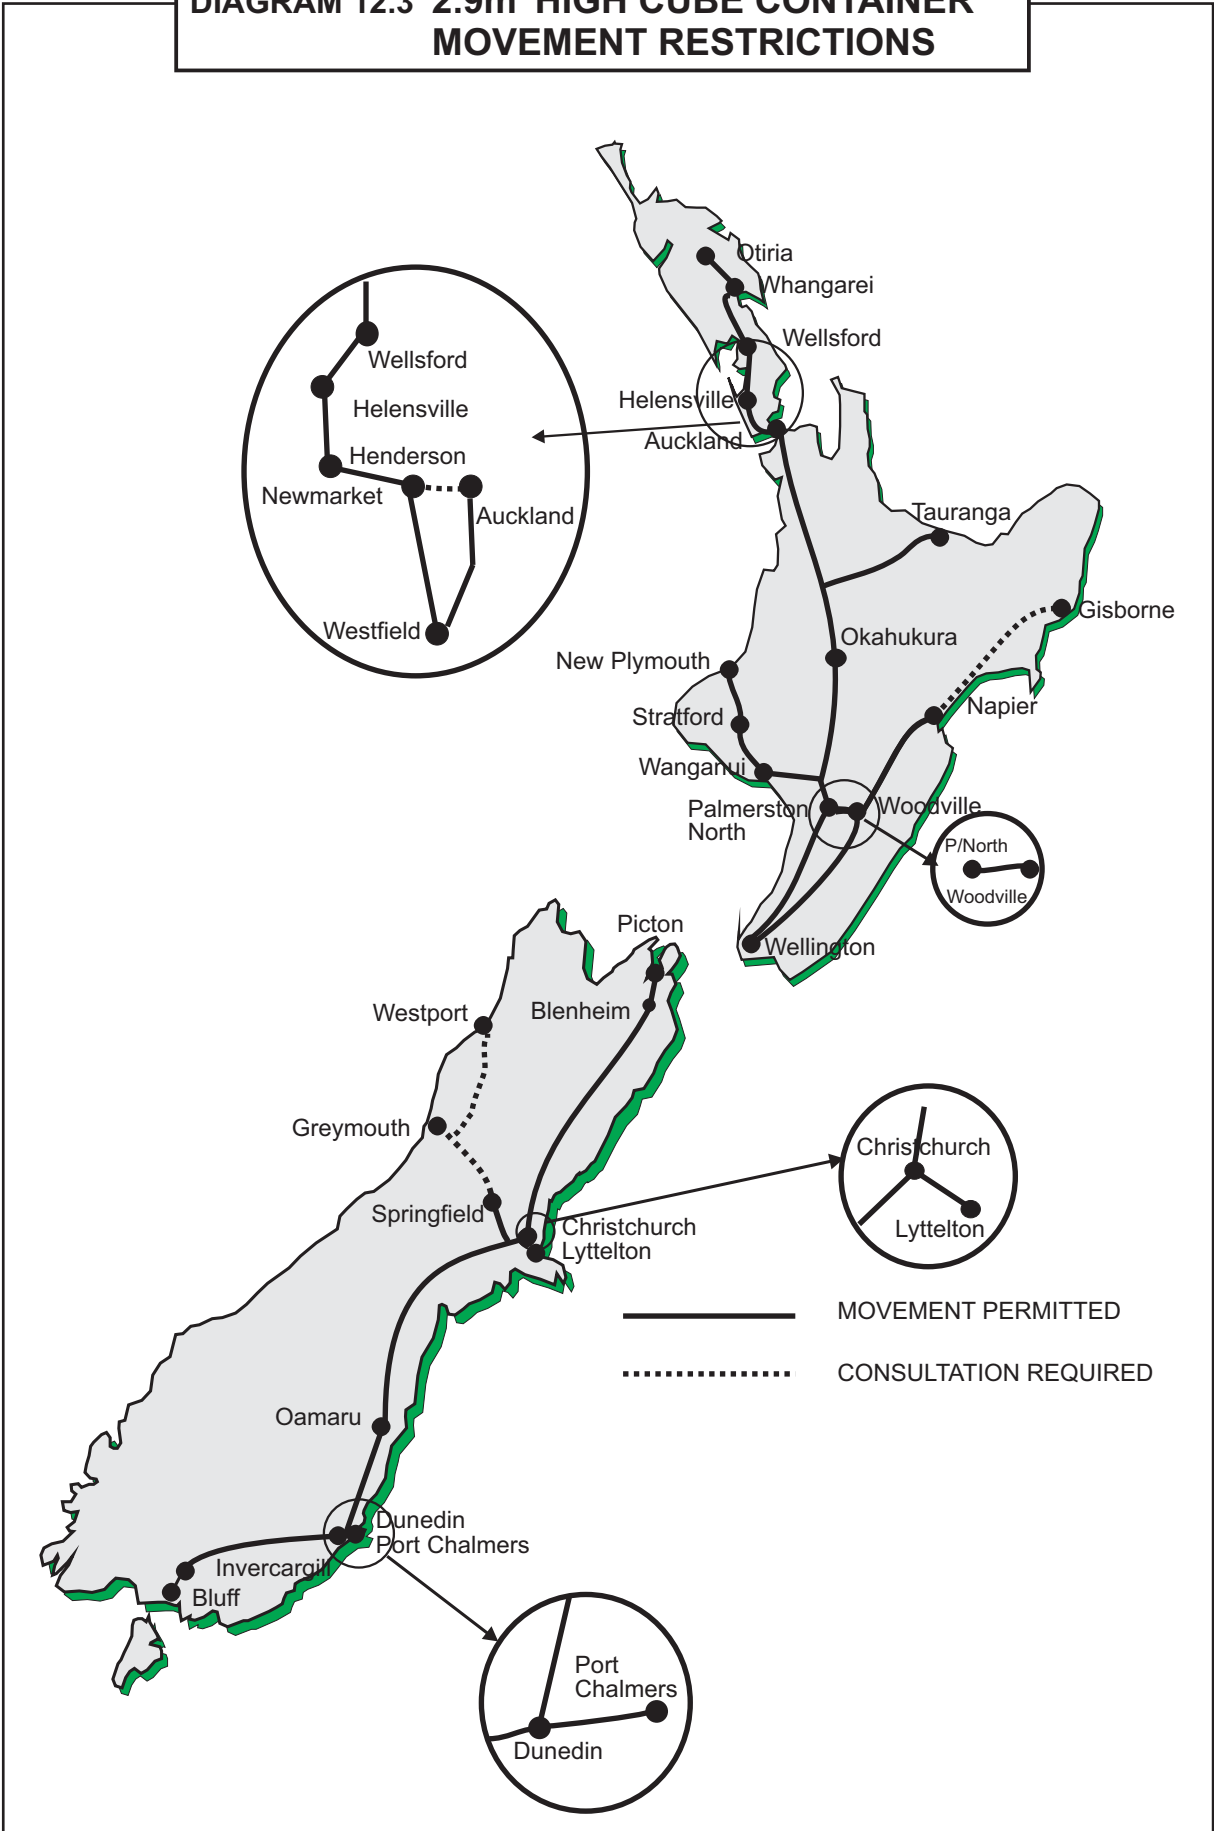 DIAGRAM 12.3 2.9m HIGH CUBE CONTAINER
MOVEMENT RESTRICTIONS
Otiria
Whangarei
Wellsford
Helensville
Auckland
Wellsford
Helensville
Henderson
Newmarket
Auckland
Westfield
Tauranga
Gisborne
Okahukura
New Plymouth
Stratford
Napier
Wanganui
Palmerston
North
Woodville
P/North
Woodville
Wellington
Picton
Blenheim
Westport
Greymouth
Springfield
Christchurch
Lyttelton
Christchurch
Lyttelton
MOVEMENT PERMITTED
CONSULTATION REQUIRED
Oamaru
Dunedin
Port Chalmers
Invercargill
Bluff
Port
Chalmers
Dunedin